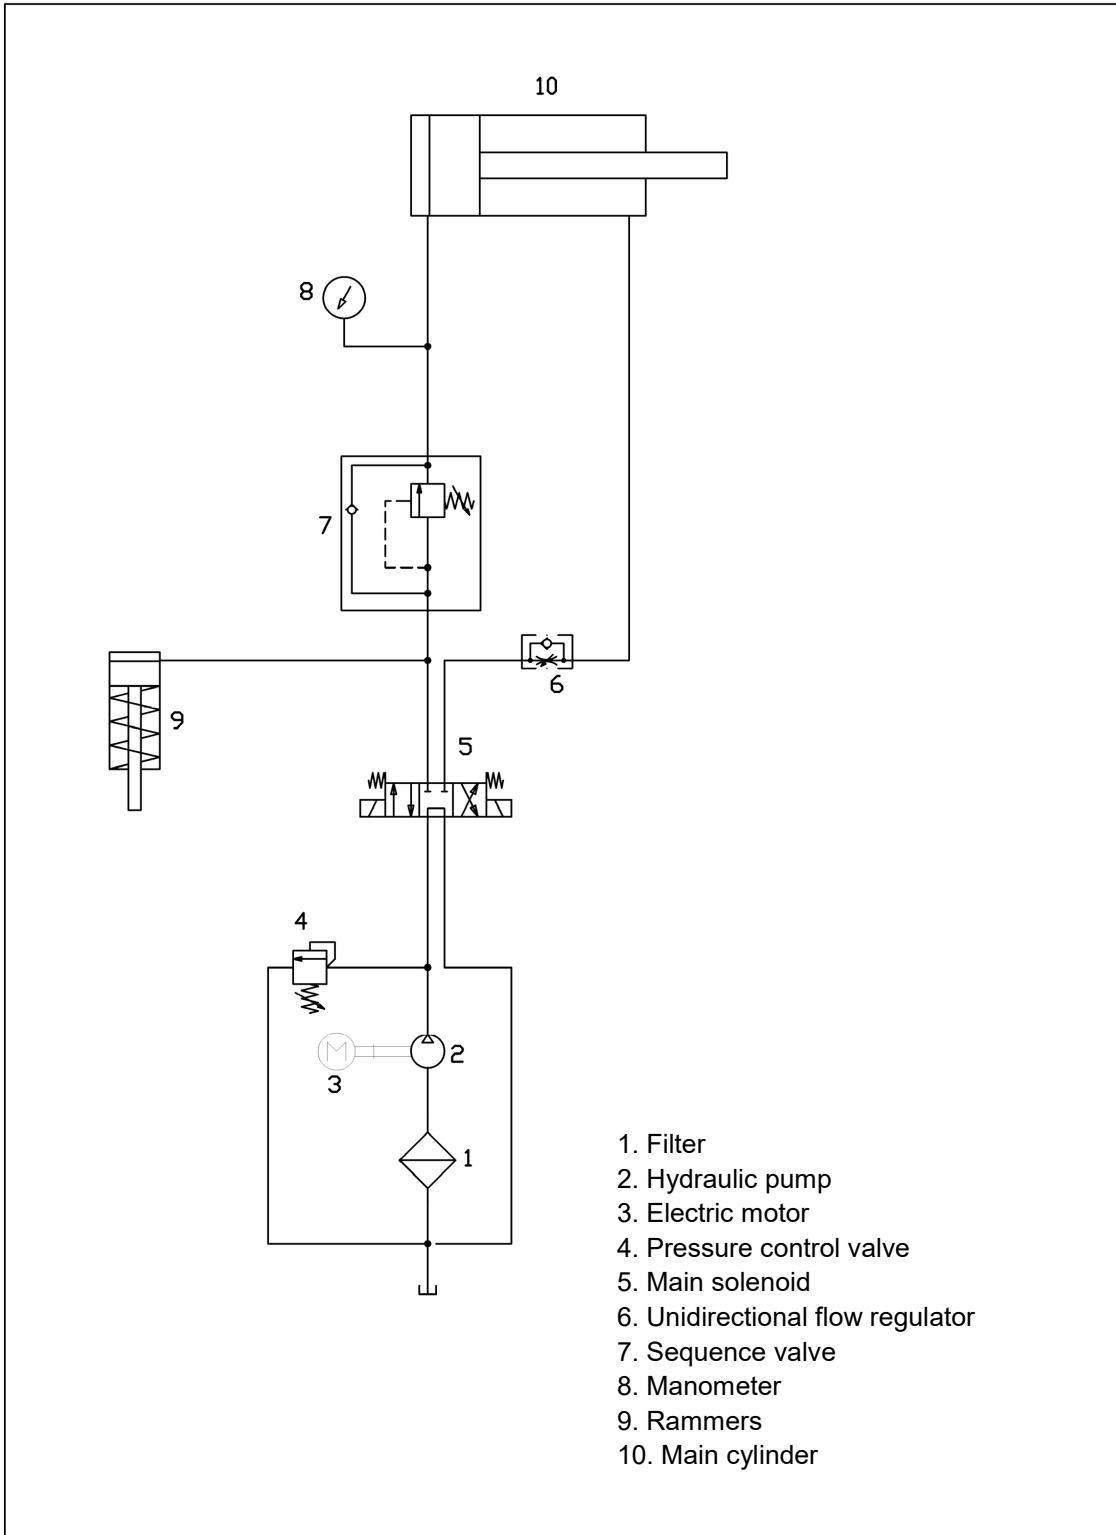 10
8
7
6
9
5
4
M
2
3
1
1. Filter
2. Hydraulic pump
3. Electric motor
4. Pressure control valve
5. Main solenoid
6. Unidirectional flow regulator
7. Sequence valve
8. Manometer
9. Rammers
10. Main cylinder